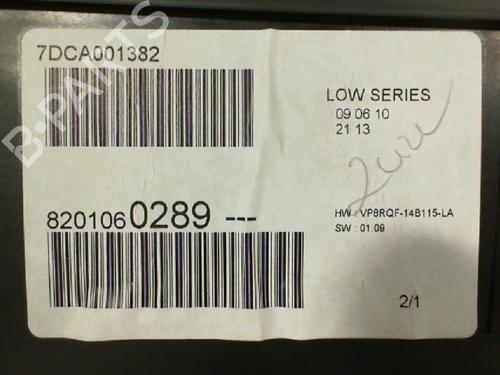 7DCA001382
LOW SERIES
09 06 10
21 13
8201060289 ---
HW : VP8RQF-14B115-LA
SW : 01.09
2/1
B-PARTS